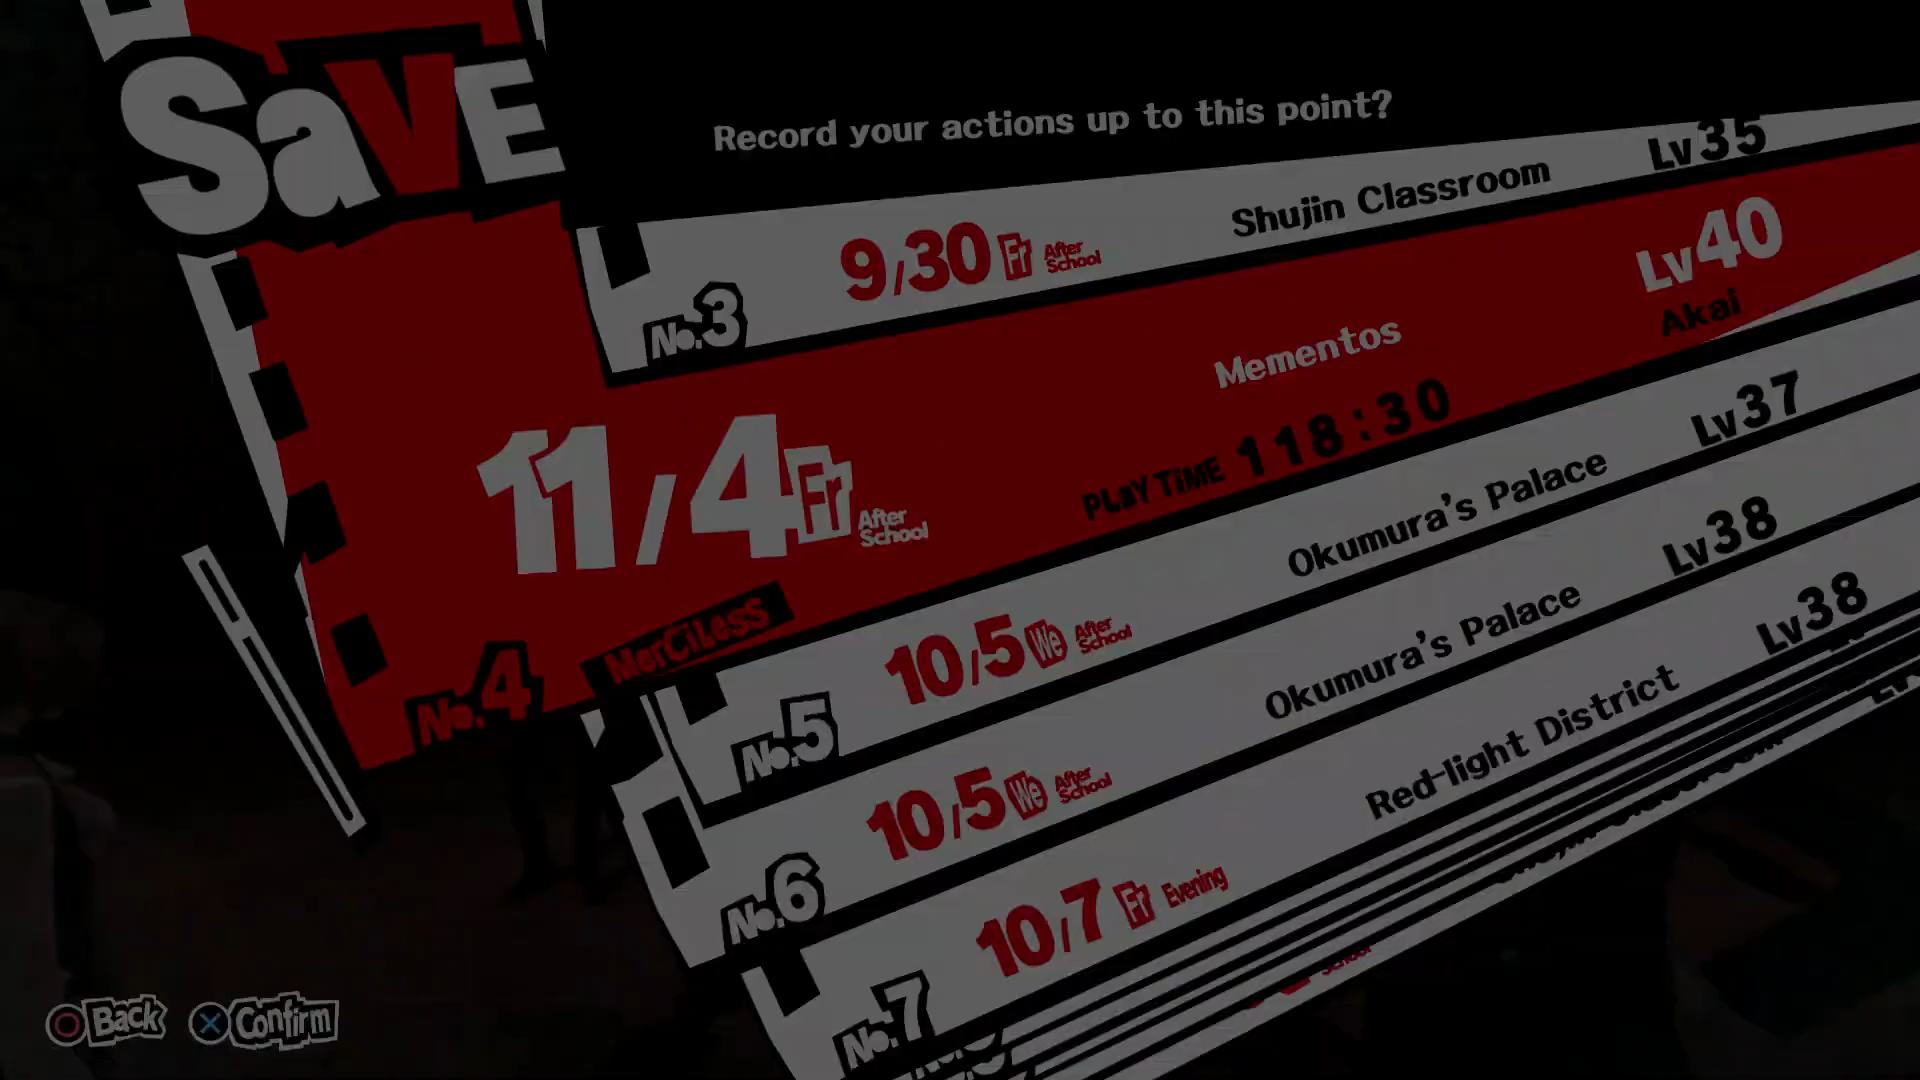 SaVE
Record your actions up to this point?
No.3 9/30 Fr After School Shujin Classroom Lv35
11/4 Fr After School Mementos Lv40
Akai
PLaY TiME 118:30
No.4 MerCiLesS
No.5 10/5 We After School Okumura's Palace Lv37
No.6 10/5 We After School Okumura's Palace Lv38
No.7 10/7 Fr Evening Red-light District Lv38
Back Confirm